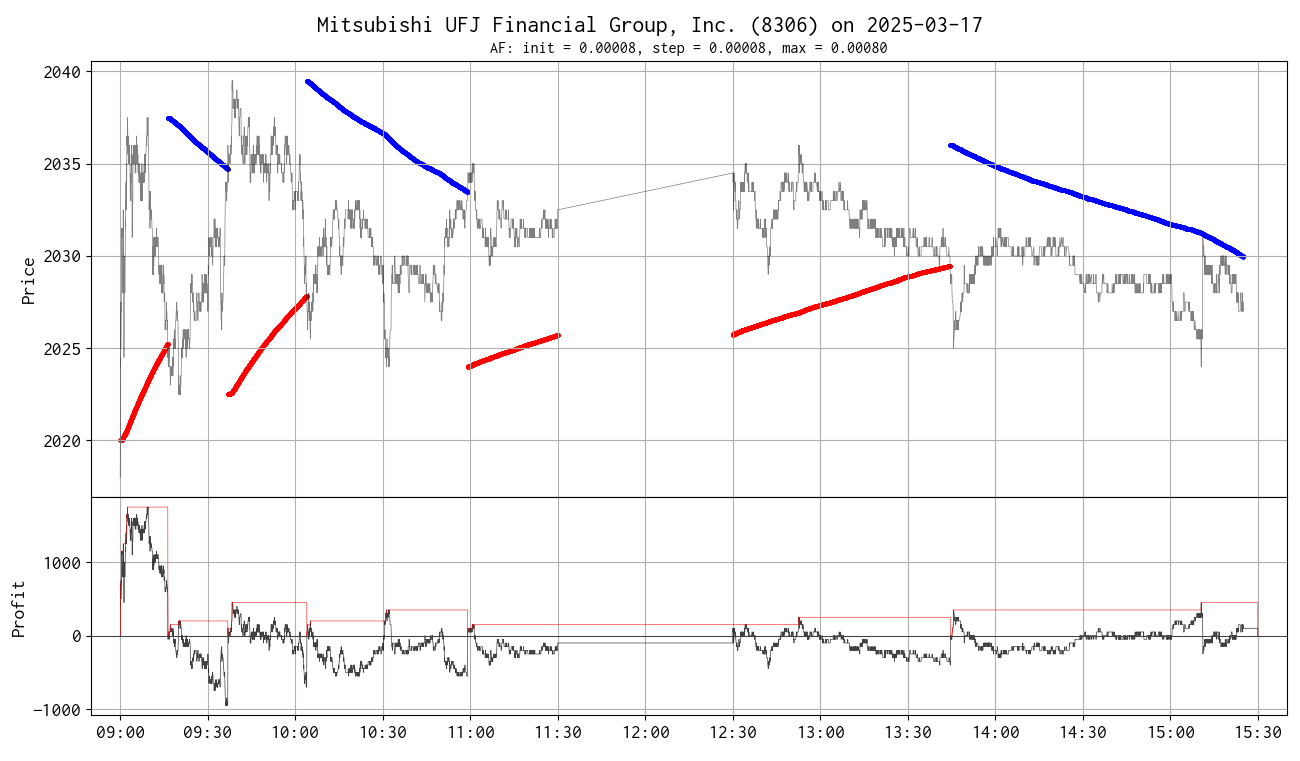 Mitsubishi UFJ Financial Group, Inc. (8306) on 2025-03-17
AF: init = 0.00008, step = 0.00008, max = 0.00080
2040
2035
2030
2025
2020
Price
1000
0
−1000
Profit
09:00 09:30 10:00 10:30 11:00 11:30 12:00 12:30 13:00 13:30 14:00 14:30 15:00 15:30